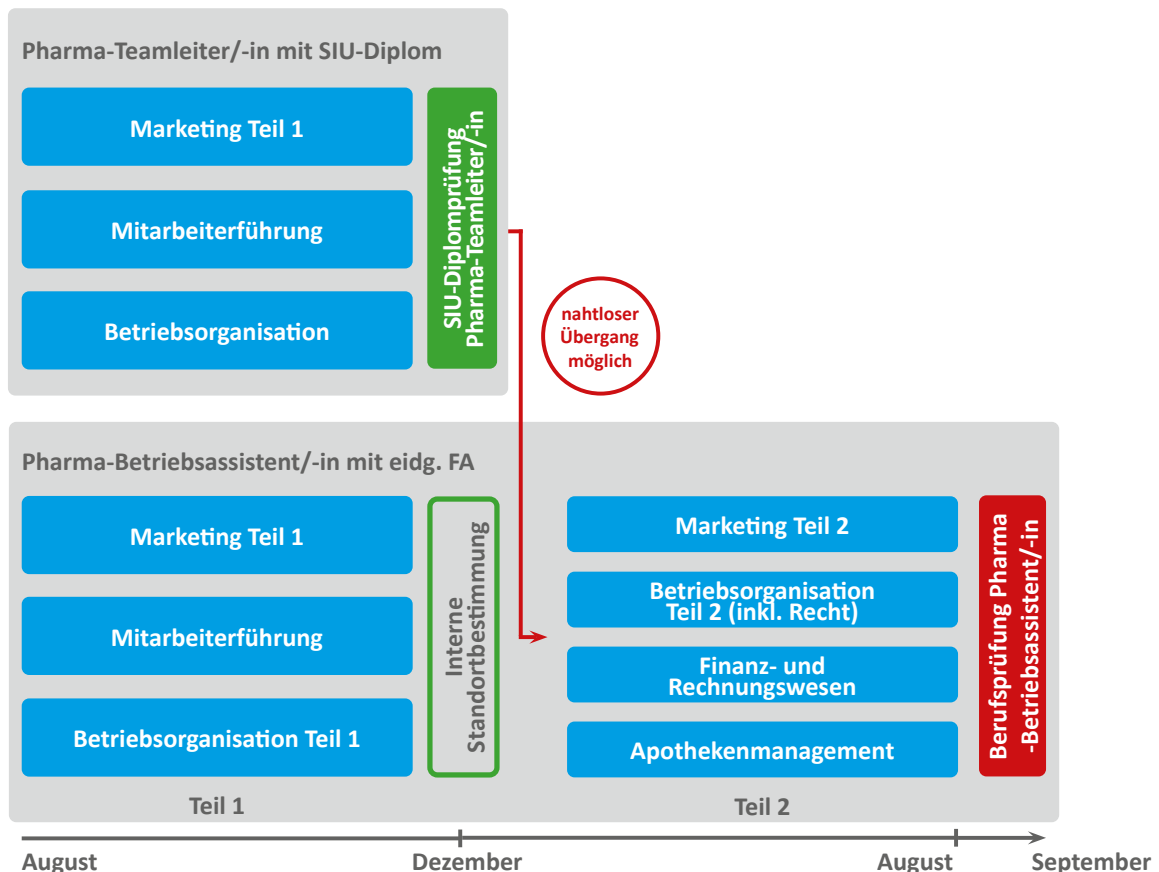 Pharma-Teamleiter/-in mit SIU-Diplom
Marketing Teil 1
Mitarbeiterführung
Betriebsorganisation
SIU-Diplomprüfung
Pharma-Teamleiter/-in
nahtloser
Übergang
möglich
Pharma-Betriebsassistent/-in mit eidg. FA
Marketing Teil 1
Mitarbeiterführung
Betriebsorganisation Teil 1
Interne
Standortbestimmung
Marketing Teil 2
Betriebsorganisation
Teil 2 (inkl. Recht)
Finanz- und
Rechnungswesen
Apothekenmanagement
Berufsprüfung Pharma
-Betriebsassistent/-in
Teil 1
Teil 2
August
Dezember
August
September